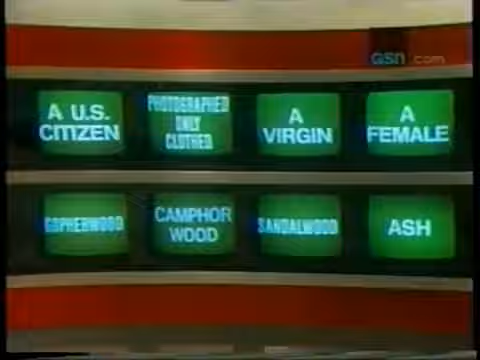 GSN.com
A U.S.
CITIZEN
PHOTOGRAPHED
ONLY
CLOTHED
A
VIRGIN
A
FEMALE
GOPHERWOOD
CAMPHOR
WOOD
SANDALWOOD
ASH